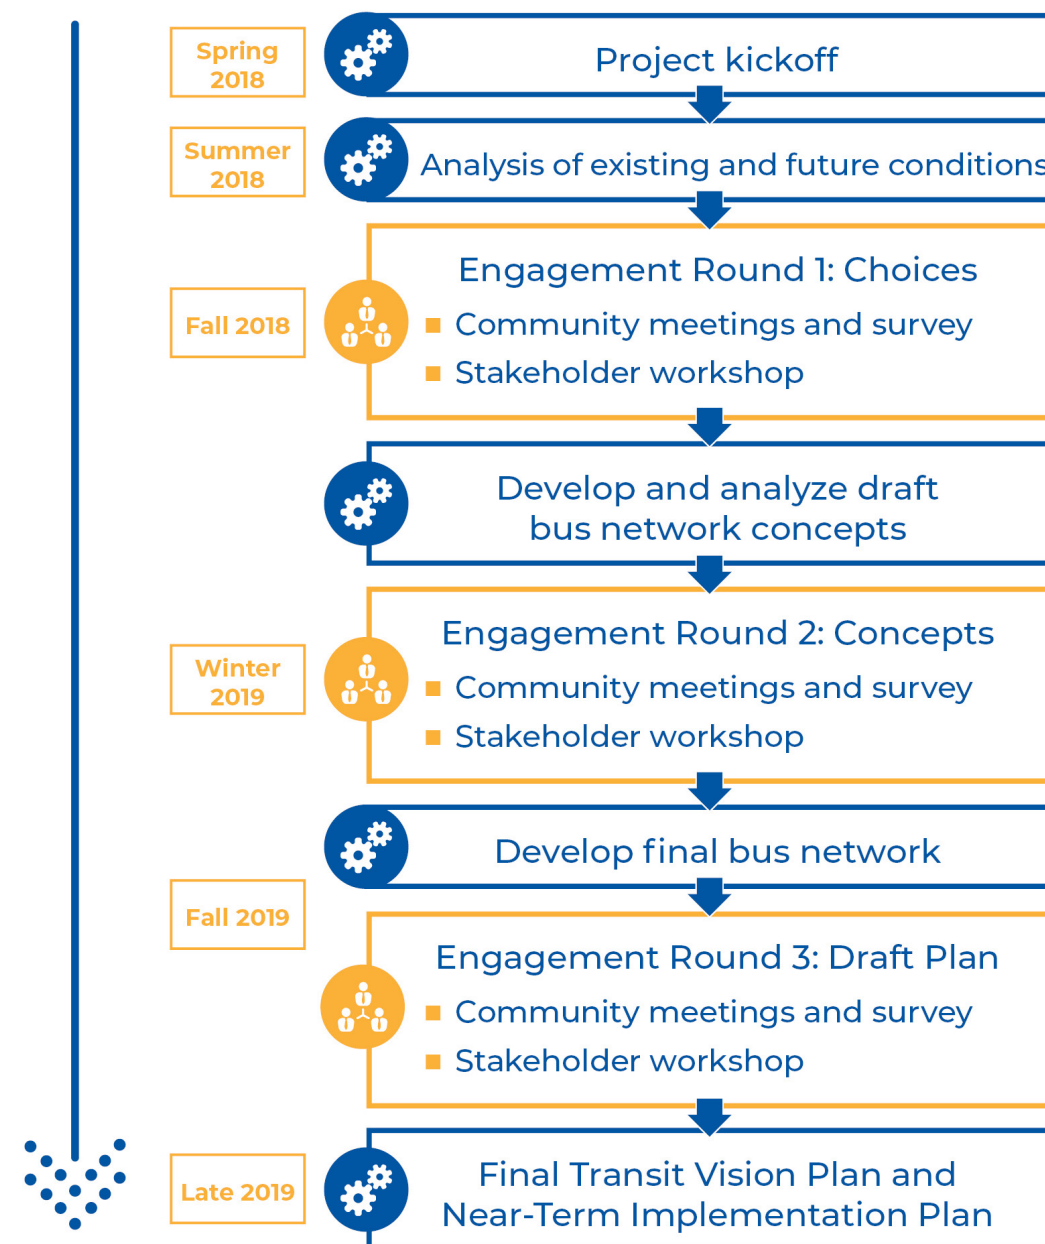 Spring
2018
Project kickoff
Summer
2018
Analysis of existing and future conditions
Engagement Round 1: Choices
Fall 2018
Community meetings and survey
Stakeholder workshop
Develop and analyze draft
bus network concepts
Engagement Round 2: Concepts
Winter
2019
Community meetings and survey
Stakeholder workshop
Develop final bus network
Fall 2019
Engagement Round 3: Draft Plan
Community meetings and survey
Stakeholder workshop
Late 2019
Final Transit Vision Plan and
Near-Term Implementation Plan